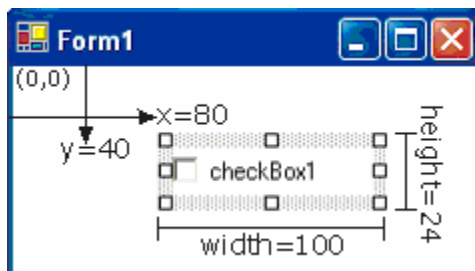 Form1
(0,0)
x=80
y=40
checkBox1
height=24
width=100